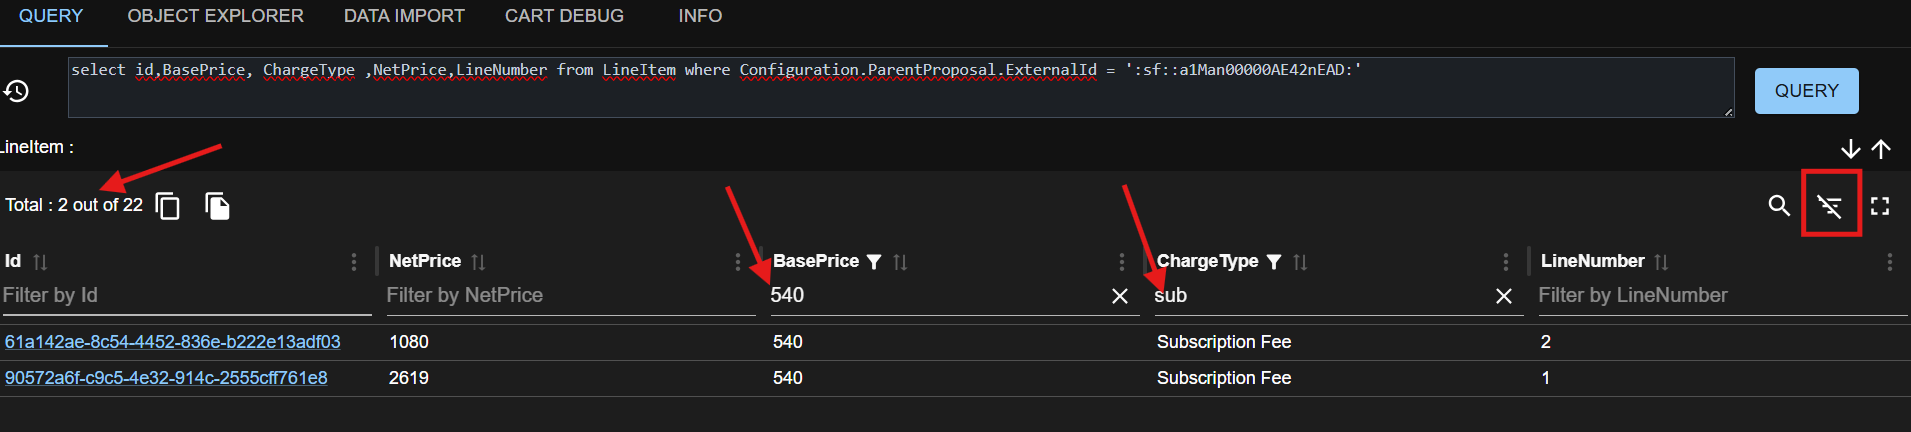 QUERY OBJECT EXPLORER DATA IMPORT CART DEBUG INFO
select id,BasePrice, ChargeType ,NetPrice,LineNumber from LineItem where Configuration.ParentProposal.ExternalId = ':sf::a1Man00000AE42nEAD:'
QUERY
LineItem :
Total : 2 out of 22
Id NetPrice BasePrice ChargeType LineNumber
Filter by Id Filter by NetPrice 540 sub Filter by LineNumber
61a142ae-8c54-4452-836e-b222e13adf03 1080 540 Subscription Fee 2
90572a6f-c9c5-4e32-914c-2555cff761e8 2619 540 Subscription Fee 1